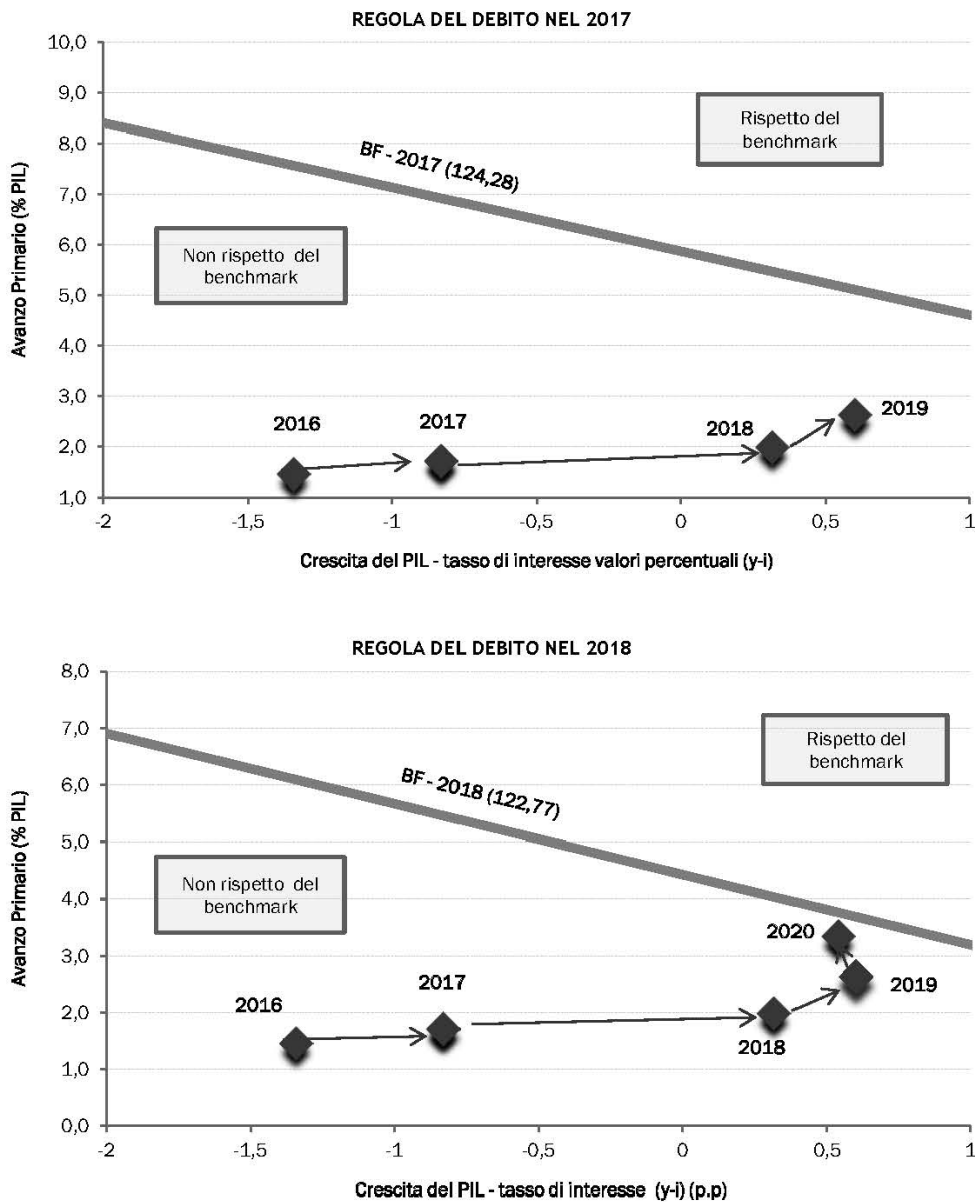 REGOLA DEL DEBITO NEL 2017
10,0
9,0
8,0
7,0
6,0
5,0
4,0
3,0
2,0
1,0
Avanzo Primario (% PIL)
Rispetto del
benchmark
BF - 2017 (124,28)
Non rispetto del
benchmark
2016
2017
2018
2019
-2
-1,5
-1
-0,5
0
0,5
1
Crescita del PIL - tasso di interesse valori percentuali (y-i)
REGOLA DEL DEBITO NEL 2018
8,0
7,0
6,0
5,0
4,0
3,0
2,0
1,0
0,0
Avanzo Primario (% PIL)
Rispetto del
benchmark
BF - 2018 (122,77)
Non rispetto del
benchmark
2016
2017
2018
2020
2019
-2
-1,5
-1
-0,5
0
0,5
1
Crescita del PIL - tasso di interesse (y-i) (p.p)